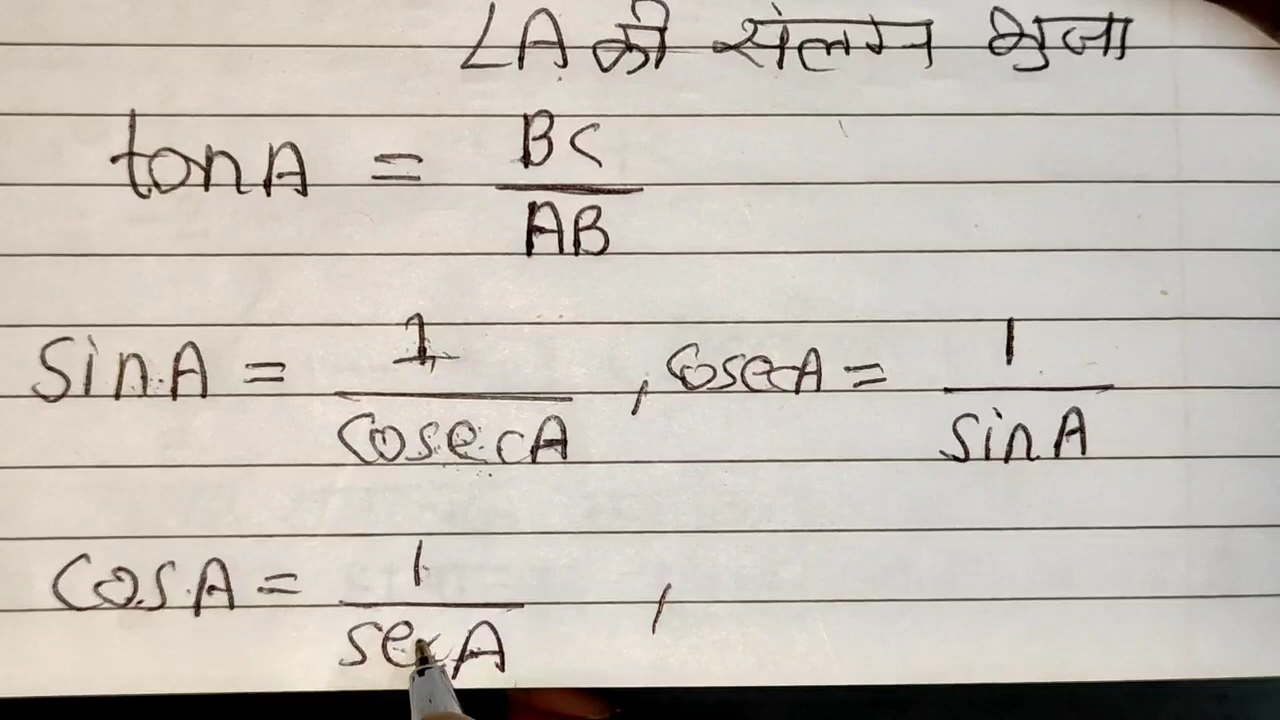 ∠A की संलग्न भुजा
tanA = BC/AB
sinA = 1/cosecA , cosecA = 1/sinA
cosA = 1/secA ,